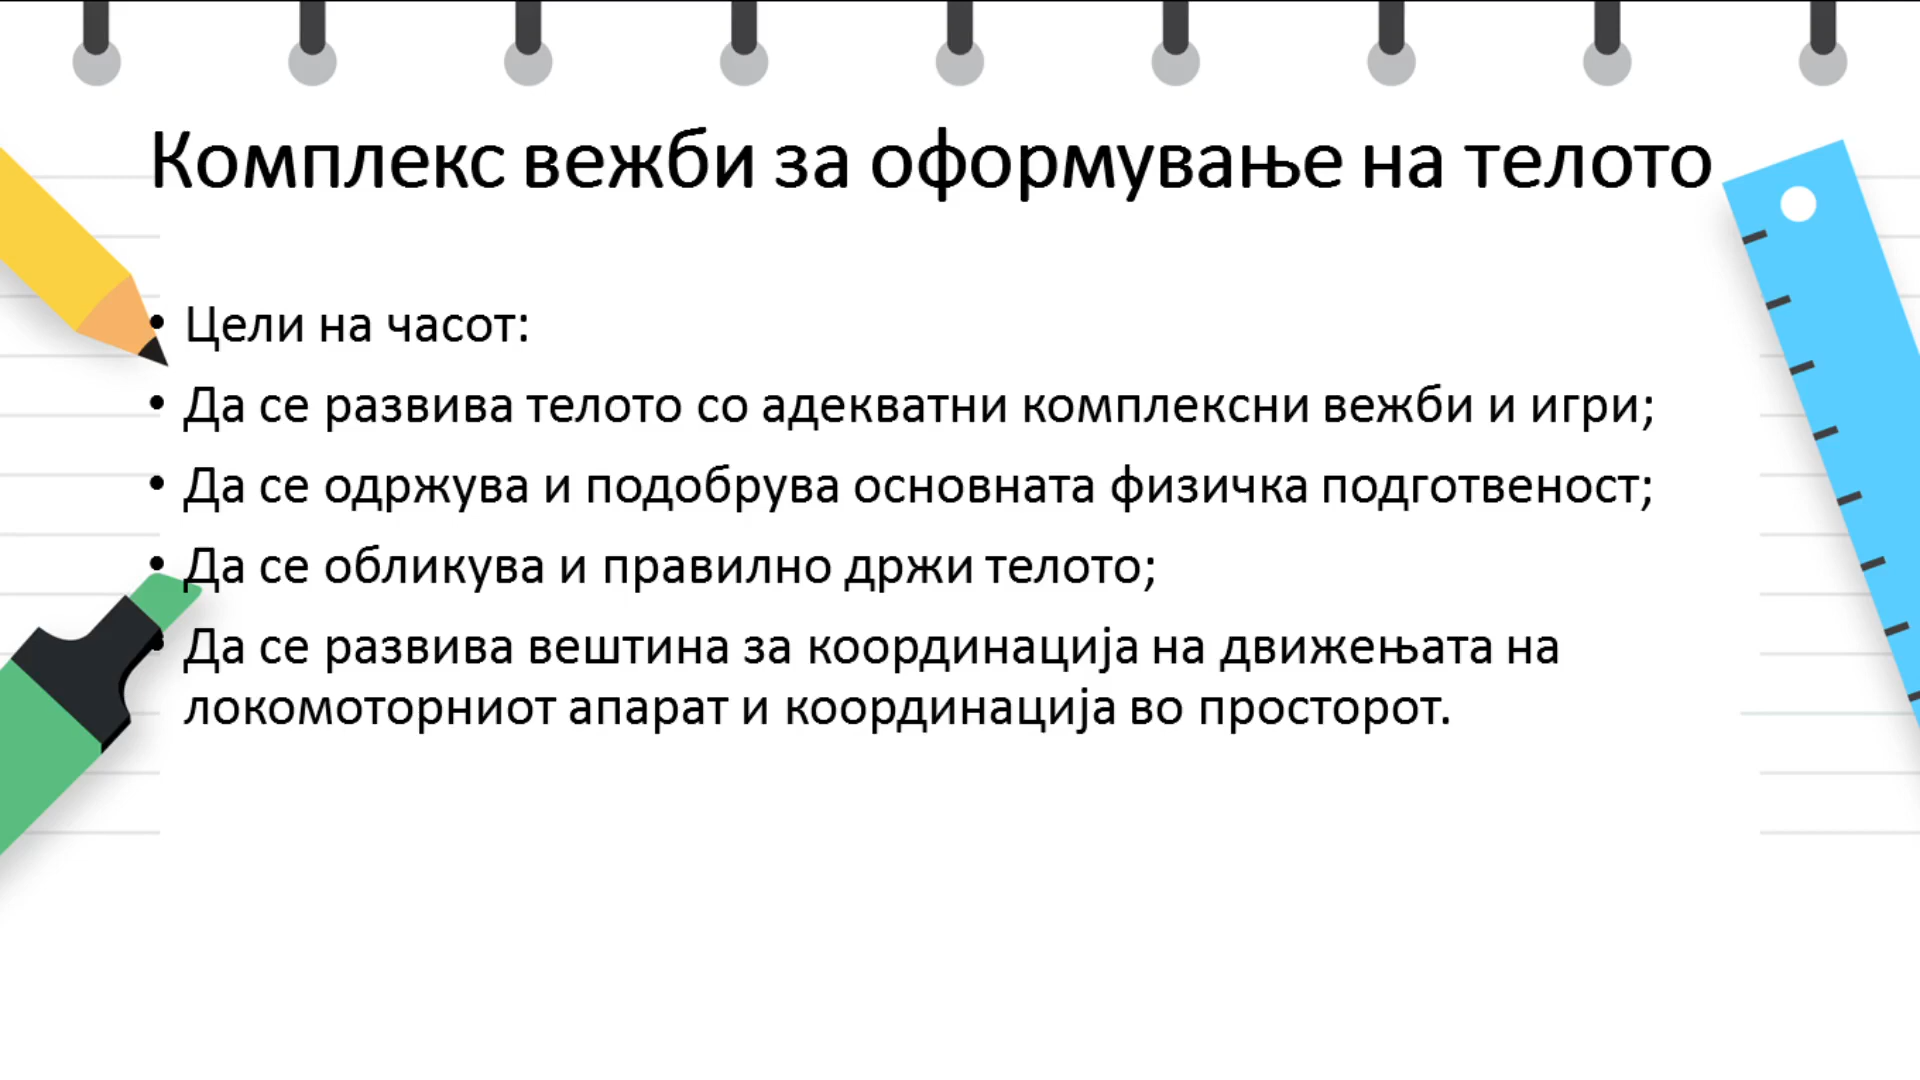 Комплекс вежби за оформување на телото
• Цели на часот:
• Да се развива телото со адекватни комплексни вежби и игри;
• Да се одржува и подобрува основната физичка подготвеност;
• Да се обликува и правилно држи телото;
• Да се развива вештина за координација на движењата на
локомоторниот апарат и координација во просторот.